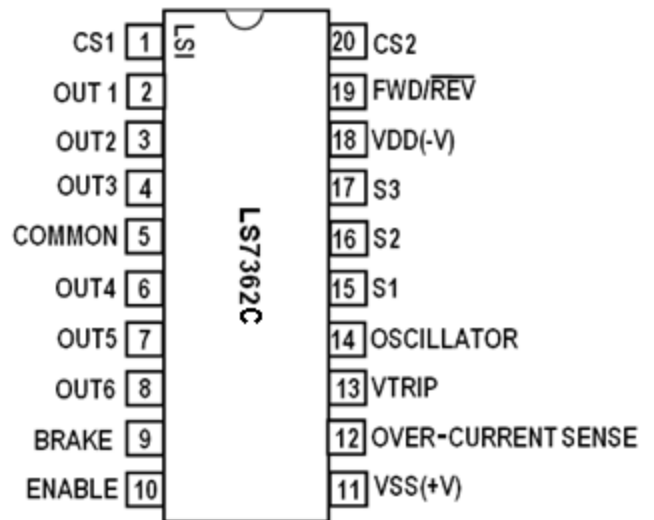 CS1 1 LSI 20 CS2
OUT 1 2 19 FWD/REV
OUT2 3 18 VDD(-V)
OUT3 4 17 S3
COMMON 5 16 S2
LS7362C
OUT4 6 15 S1
OUT5 7 14 OSCILLATOR
OUT6 8 13 VTRIP
BRAKE 9 12 OVER-CURRENT SENSE
ENABLE 10 11 VSS(+V)